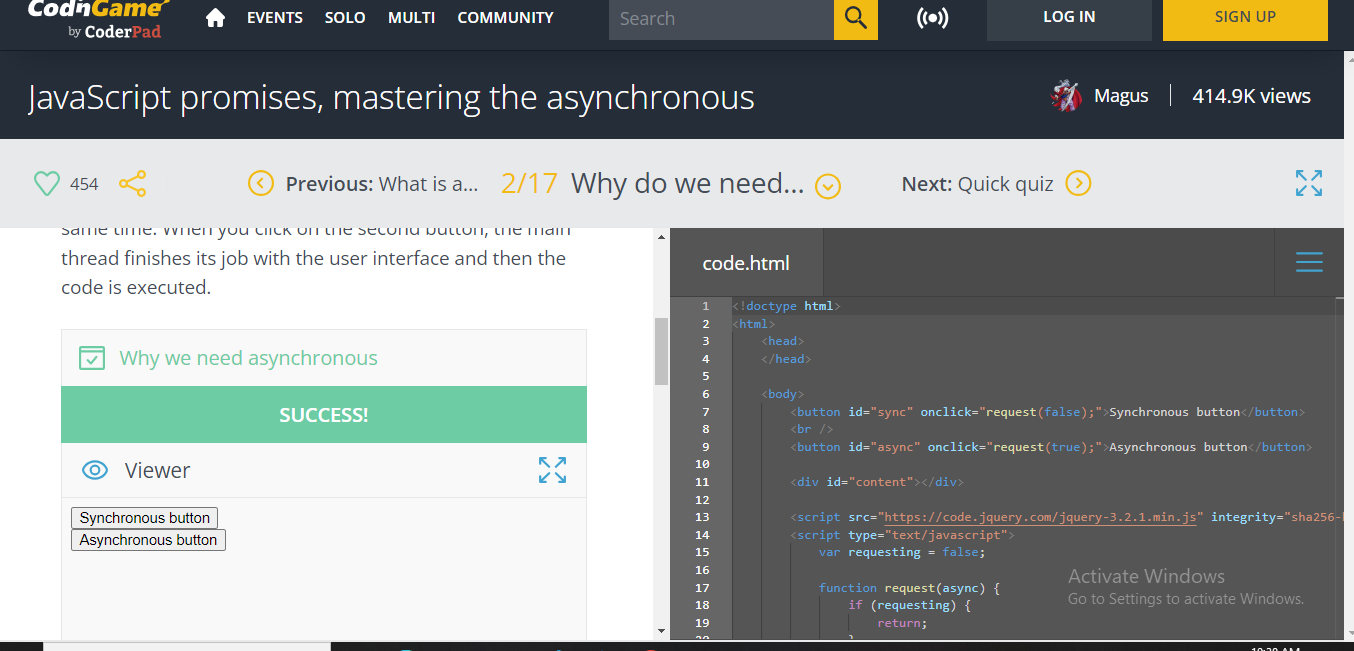 CodinGame
by CoderPad
EVENTS SOLO MULTI COMMUNITY
Search
LOG IN
SIGN UP
JavaScript promises, mastering the asynchronous
Magus
414.9K views
454
Previous: What is a...
2/17 Why do we need...
Next: Quick quiz
same time. When you click on the second button, the main
thread finishes its job with the user interface and then the
code is executed.
Why we need asynchronous
SUCCESS!
Viewer
Synchronous button
Asynchronous button
code.html
1 <!doctype html>
2 <html>
3 <head>
4 </head>
5
6 <body>
7 <button id="sync" onclick="request(false);">Synchronous button</button>
8 <br />
9 <button id="async" onclick="request(true);">Asynchronous button</button>
10
11 <div id="content"></div>
12
13 <script src="https://code.jquery.com/jquery-3.2.1.min.js" integrity="sha256-
14 <script type="text/javascript">
15 var requesting = false;
16
17 function request(async) {
18 if (requesting) {
19 return;
20 }
Activate Windows
Go to Settings to activate Windows.
10:39 AM